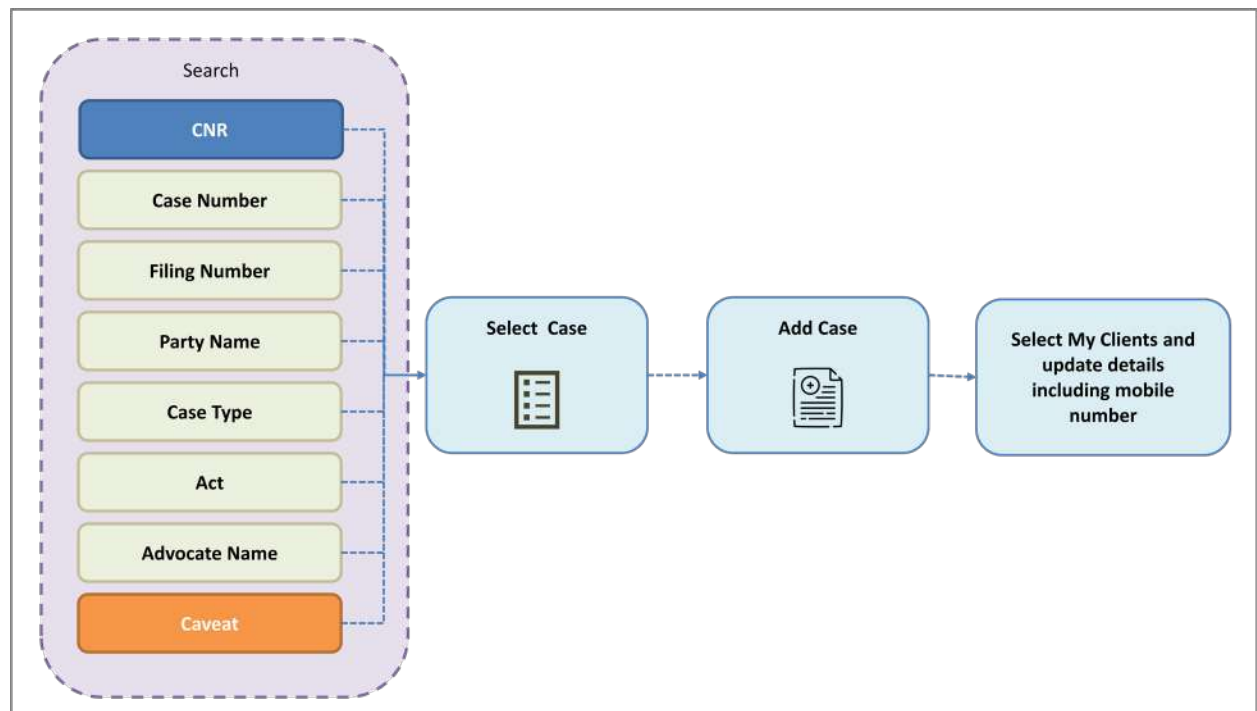 Search
CNR
Case Number
Filing Number
Party Name
Case Type
Act
Advocate Name
Caveat
Select Case
Add Case
Select My Clients and
update details
including mobile
number